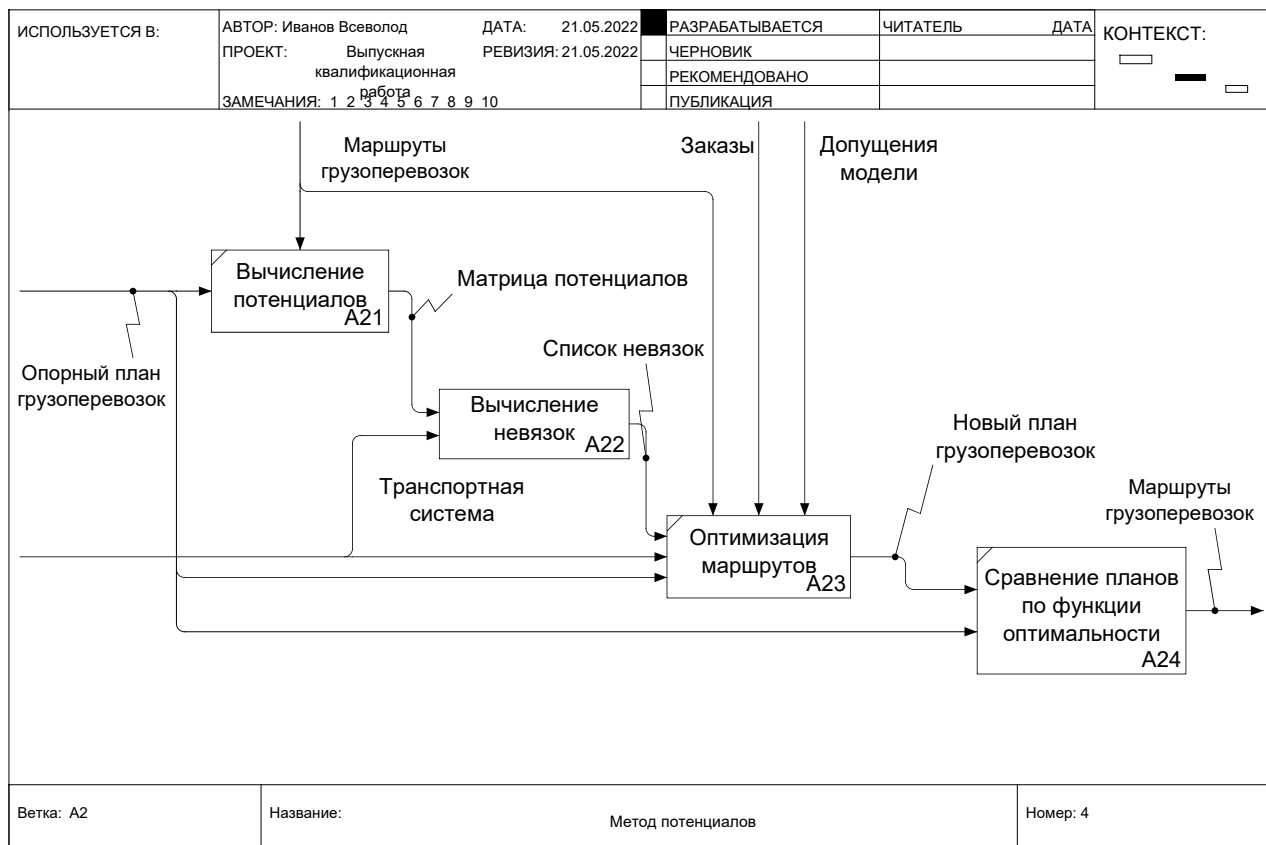 ИСПОЛЬЗУЕТСЯ В:
АВТОР: Иванов Всеволод
ДАТА: 21.05.2022
ПРОЕКТ: Выпускная
квалификационная
работа
РЕВИЗИЯ: 21.05.2022
ЗАМЕЧАНИЯ: 1 2 3 4 5 6 7 8 9 10
РАЗРАБАТЫВАЕТСЯ
ЧЕРНОВИК
РЕКОМЕНДОВАНО
ПУБЛИКАЦИЯ
ЧИТАТЕЛЬ ДАТА
КОНТЕКСТ:
Маршруты
грузоперевозок
Заказы
Допущения
модели
Вычисление
потенциалов
A21
Матрица потенциалов
Опорный план
грузоперевозок
Список невязок
Вычисление
невязок
A22
Транспортная
система
Новый план
грузоперевозок
Оптимизация
маршрутов
A23
Маршруты
грузоперевозок
Сравнение планов
по функции
оптимальности
A24
Ветка: A2
Название:
Метод потенциалов
Номер: 4